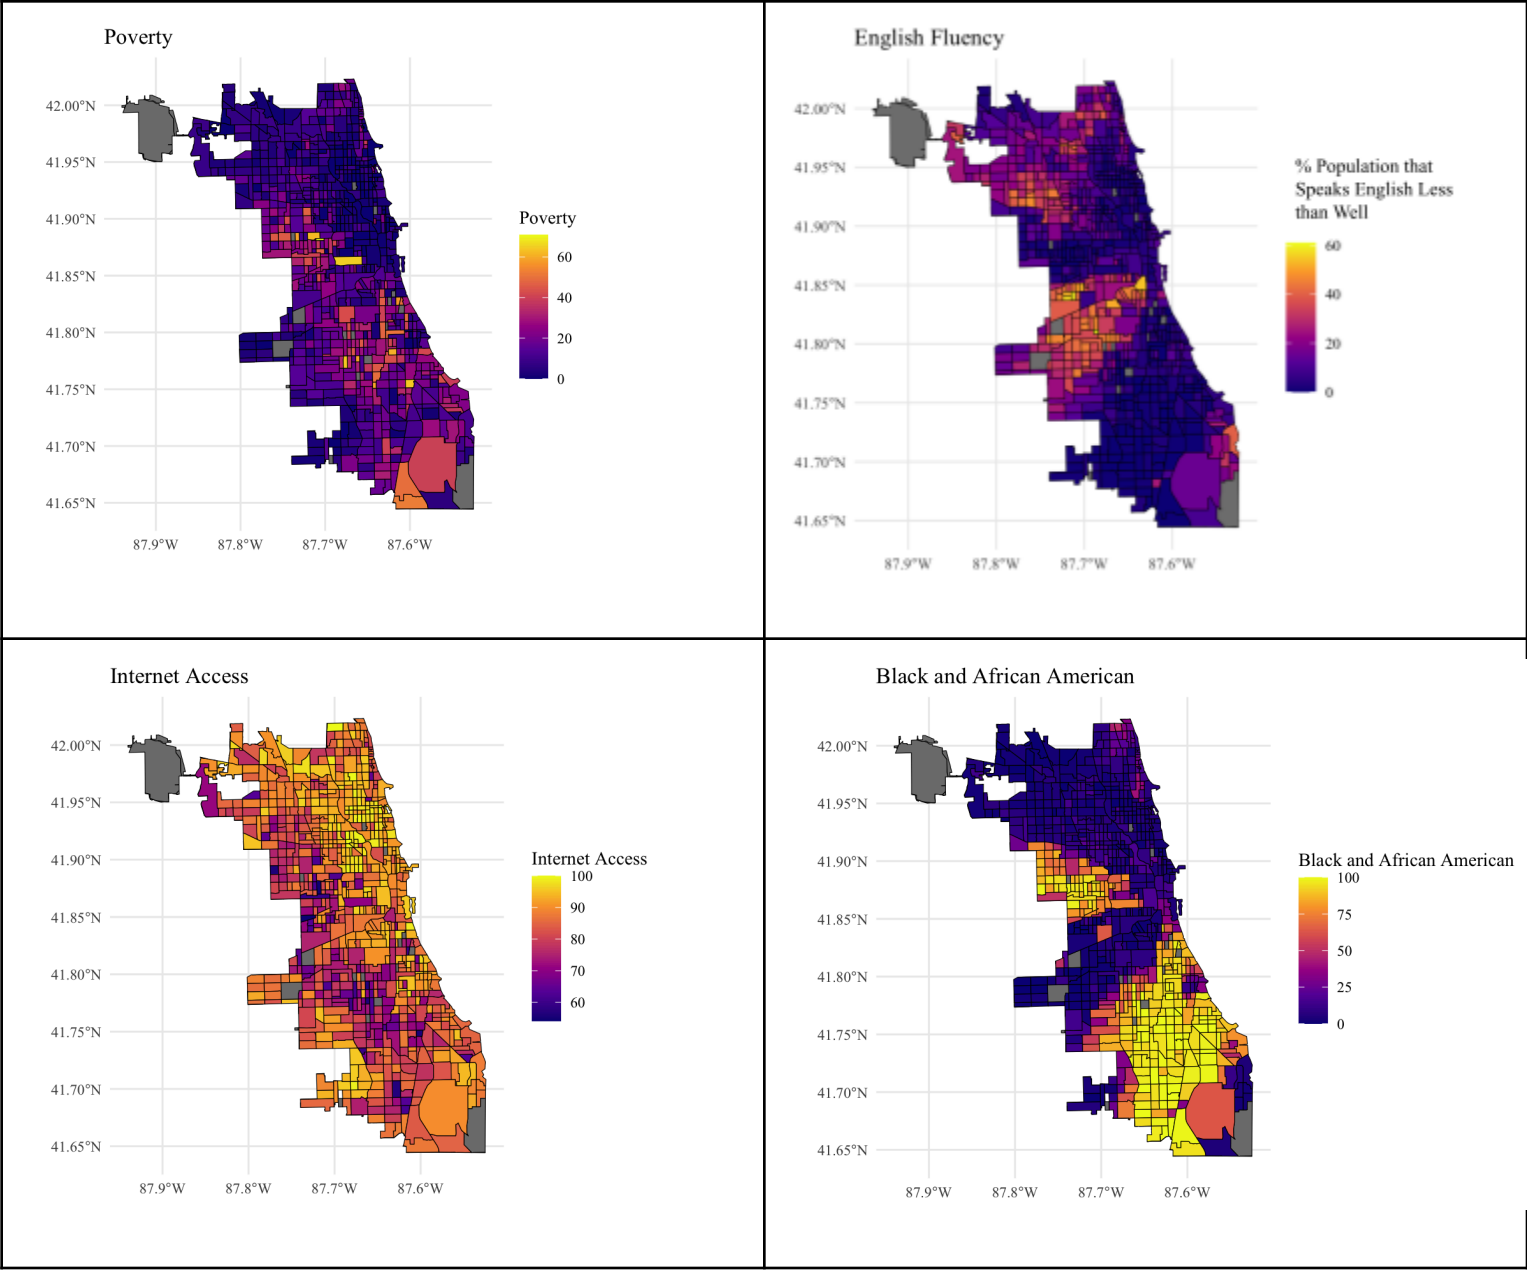 Poverty
42.00°N
41.95°N
41.90°N
41.85°N
41.80°N
41.75°N
41.70°N
41.65°N
87.9°W 87.8°W 87.7°W 87.6°W
Poverty
60
40
20
0
English Fluency
42.00°N
41.95°N
41.90°N
41.85°N
41.80°N
41.75°N
41.70°N
41.65°N
87.9°W 87.8°W 87.7°W 87.6°W
% Population that
Speaks English Less
than Well
60
40
20
0
Internet Access
42.00°N
41.95°N
41.90°N
41.85°N
41.80°N
41.75°N
41.70°N
41.65°N
87.9°W 87.8°W 87.7°W 87.6°W
Internet Access
100
90
80
70
60
Black and African American
42.00°N
41.95°N
41.90°N
41.85°N
41.80°N
41.75°N
41.70°N
41.65°N
87.9°W 87.8°W 87.7°W 87.6°W
Black and African American
100
75
50
25
0